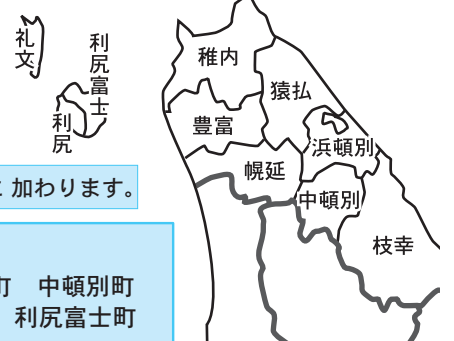 礼文
利尻富士
利尻
稚内
猿払
豊富
浜頓別
幌延
中頓別
枝幸
加わります。
町　中頓別町
利尻富士町